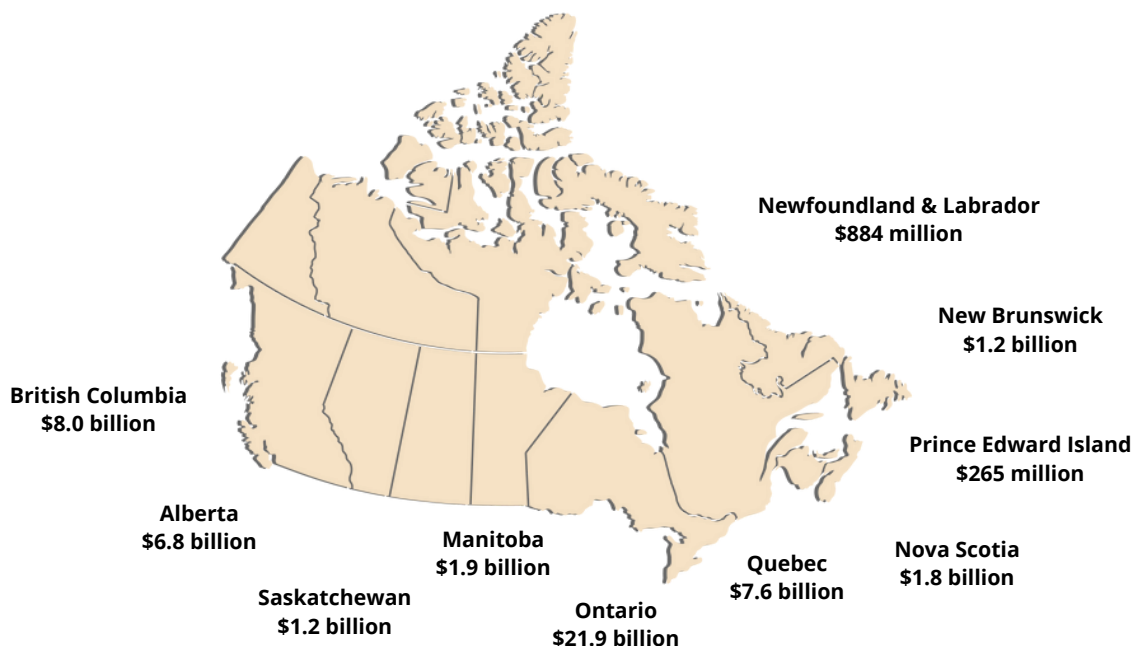 Newfoundland & Labrador
$884 million
New Brunswick
$1.2 billion
British Columbia
$8.0 billion
Prince Edward Island
$265 million
Alberta
$6.8 billion
Manitoba
$1.9 billion
Nova Scotia
$1.8 billion
Quebec
$7.6 billion
Saskatchewan
$1.2 billion
Ontario
$21.9 billion